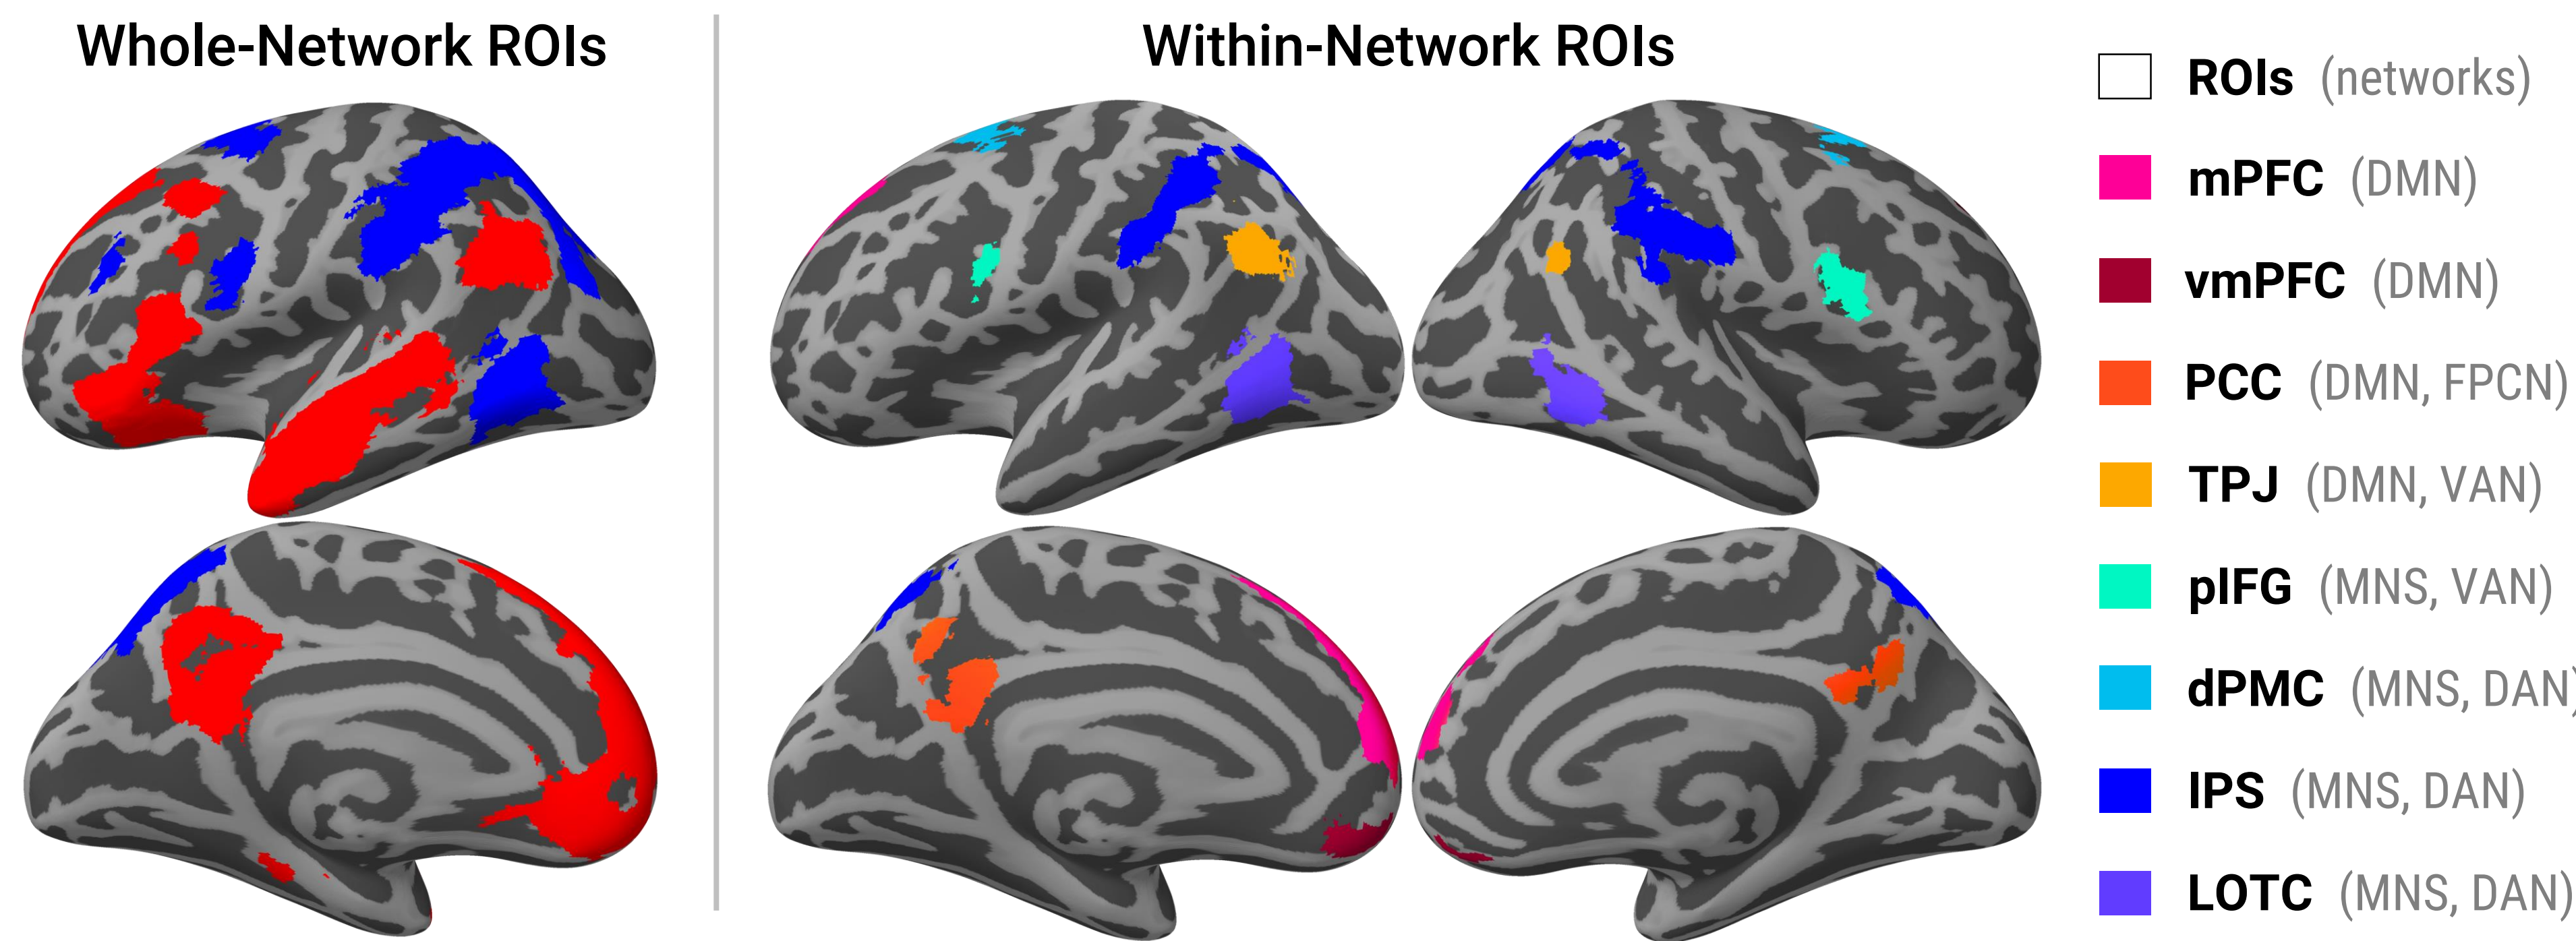 Whole-Network ROIs
Within-Network ROIs
ROIs (networks)
mPFC (DMN)
vmPFC (DMN)
PCC (DMN, FPCN)
TPJ (DMN, VAN)
pIFG (MNS, VAN)
dPMC (MNS, DAN)
IPS (MNS, DAN)
LOTC (MNS, DAN)